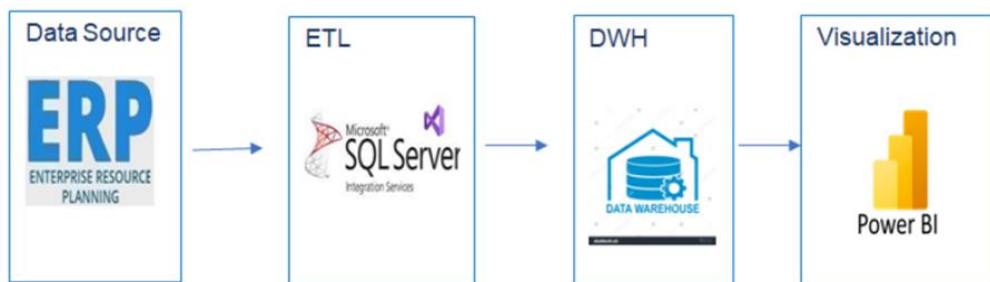 Data Source
ERP
ENTERPRISE RESOURCE
PLANNING
ETL
Microsoft®
SQL Server
Integration Services
DWH
DATA WAREHOUSE
Visualization
Power BI